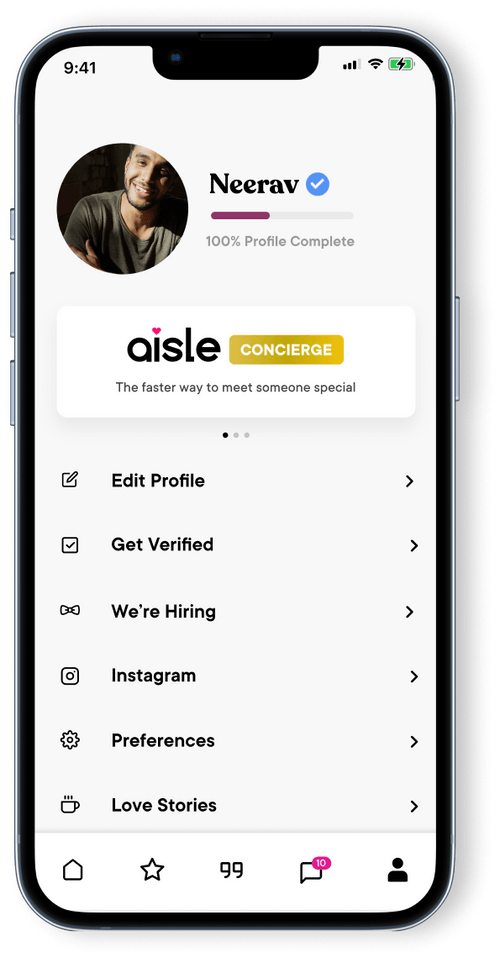 9:41
Neerav
100% Profile Complete
aisle CONCIERGE
The faster way to meet someone special
Edit Profile
Get Verified
We're Hiring
Instagram
Preferences
Love Stories
10